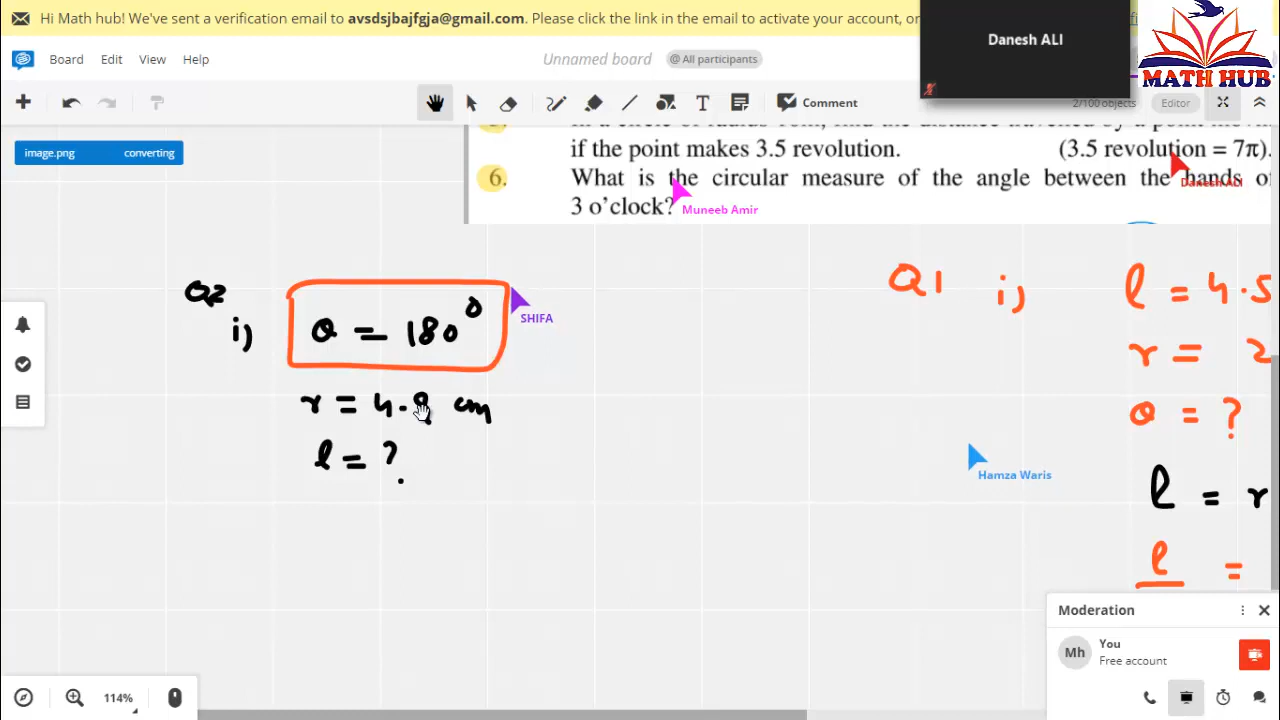 Hi Math hub! We've sent a verification email to avsdsjbajfgja@gmail.com. Please click the link in the email to activate your account, or
Danesh ALI
MATH HUB
Board Edit View Help
Unnamed board
@ All participants
Comment
2/100 objects
Editor
image.png converting
if the point makes 3.5 revolution. (3.5 revolution = 7π).
Danesh ALI
6. What is the circular measure of the angle between the hands of
3 o'clock?
Muneeb Amir
Q2
i) θ = 180°
SHIFA
r = 4.9 cm
l = ?
Q1 i) l = 4.5
r = 2
θ = ?
Hamza Waris
l = r
l =
Moderation
Mh You
Free account
114%